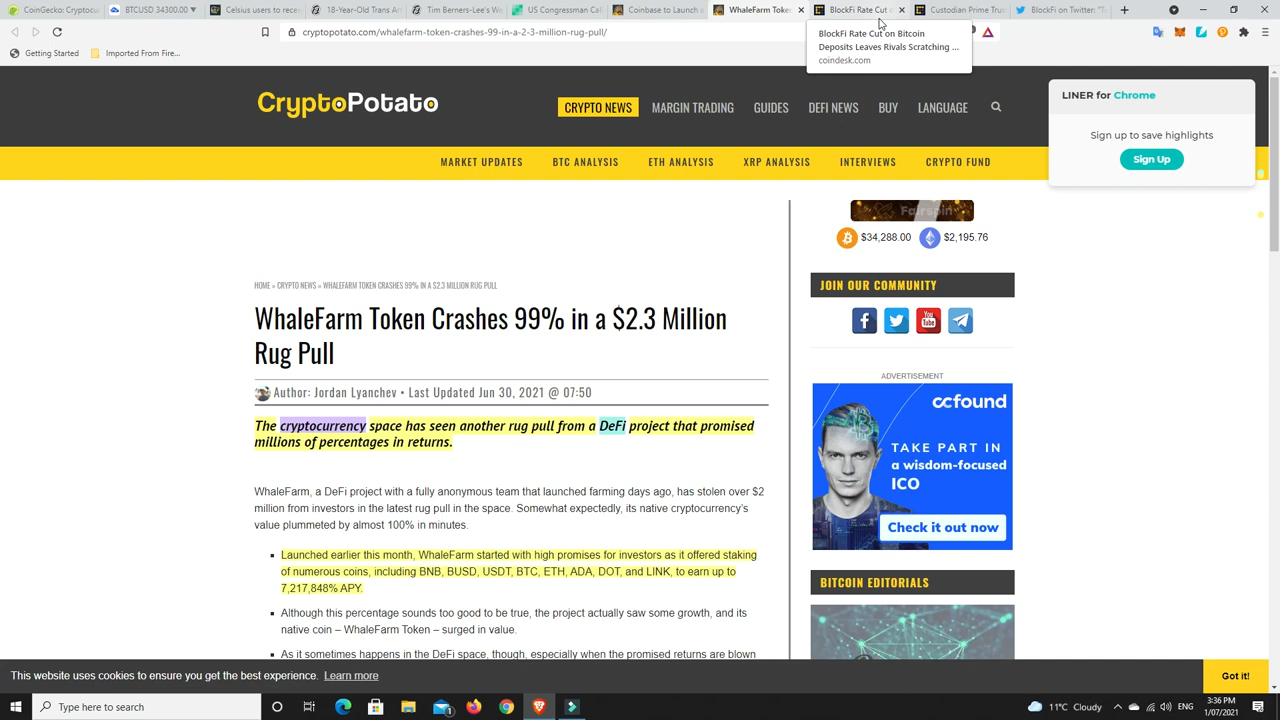 CoinGecko: Cryptocu
BTCUSD 34300.00
Celsius users to rece
18-Year-Old Trans Ar
Tim Berners-Lee's We
US Congressman Cal
Coinbase to Launch a
WhaleFarm Token
BlockFi Rate Cut o
Custodian Prime Trus
BlockFi on Twitter: "T
cryptopotato.com/whalefarm-token-crashes-99-in-a-2-3-million-rug-pull/
BlockFi Rate Cut on Bitcoin
Deposits Leaves Rivals Scratching ...
coindesk.com
Getting Started
Imported From Fire...
CryptoPotato
CRYPTO NEWS
MARGIN TRADING
GUIDES
DEFI NEWS
BUY
LANGUAGE
LINER for Chrome
Sign up to save highlights
Sign Up
MARKET UPDATES
BTC ANALYSIS
ETH ANALYSIS
XRP ANALYSIS
INTERVIEWS
CRYPTO FUND
Fairspin
$34,288.00
$2,195.76
HOME » CRYPTO NEWS » WHALEFARM TOKEN CRASHES 99% IN A $2.3 MILLION RUG PULL
WhaleFarm Token Crashes 99% in a $2.3 Million
Rug Pull
Author: Jordan Lyanchev • Last Updated Jun 30, 2021 @ 07:50
The cryptocurrency space has seen another rug pull from a DeFi project that promised
millions of percentages in returns.
WhaleFarm, a DeFi project with a fully anonymous team that launched farming days ago, has stolen over $2
million from investors in the latest rug pull in the space. Somewhat expectedly, its native cryptocurrency's
value plummeted by almost 100% in minutes.
Launched earlier this month, WhaleFarm started with high promises for investors as it offered staking
of numerous coins, including BNB, BUSD, USDT, BTC, ETH, ADA, DOT, and LINK, to earn up to
7,217,848% APY.
Although this percentage sounds too good to be true, the project actually saw some growth, and its
native coin – WhaleFarm Token – surged in value.
As it sometimes happens in the DeFi space, though, especially when the promised returns are blown
JOIN OUR COMMUNITY
You
Tube
ADVERTISEMENT
ccfound
TAKE PART IN
a wisdom-focused
ICO
Check it out now
BITCOIN EDITORIALS
This website uses cookies to ensure you get the best experience. Learn more
Got it!
Type here to search
11°C Cloudy
ENG
3:36 PM
1/07/2021